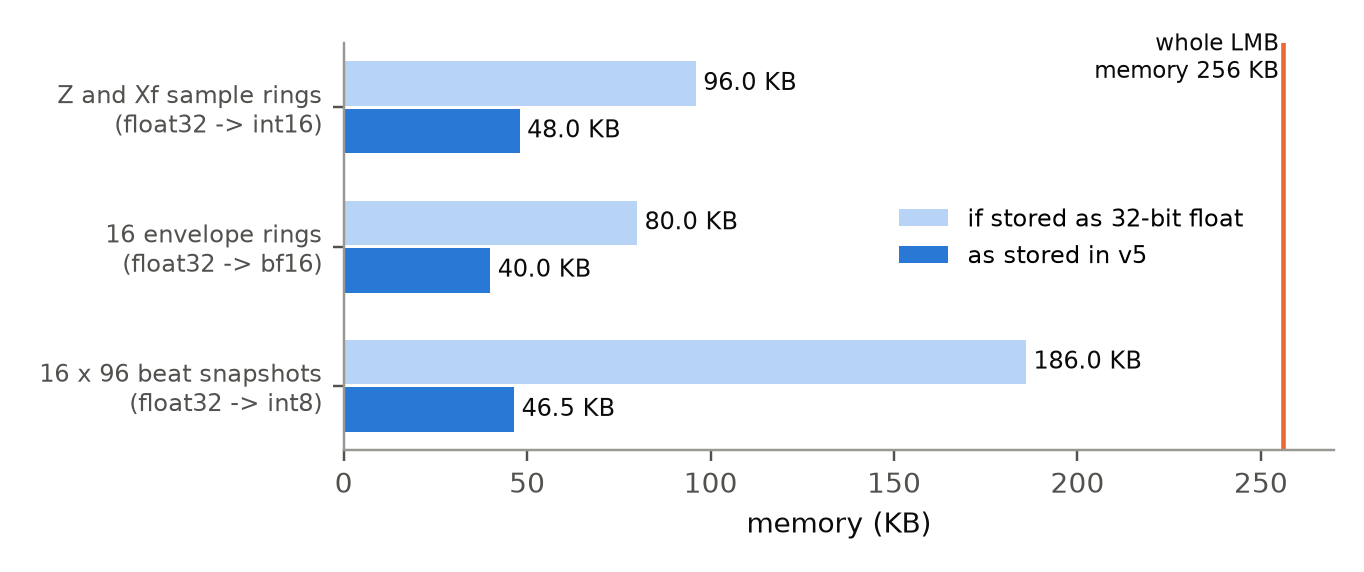 whole LMB
memory 256 KB
Z and Xf sample rings
(float32 -> int16)
96.0 KB
48.0 KB
16 envelope rings
(float32 -> bf16)
80.0 KB
40.0 KB
if stored as 32-bit float
as stored in v5
16 x 96 beat snapshots
(float32 -> int8)
186.0 KB
46.5 KB
0 50 100 150 200 250
memory (KB)